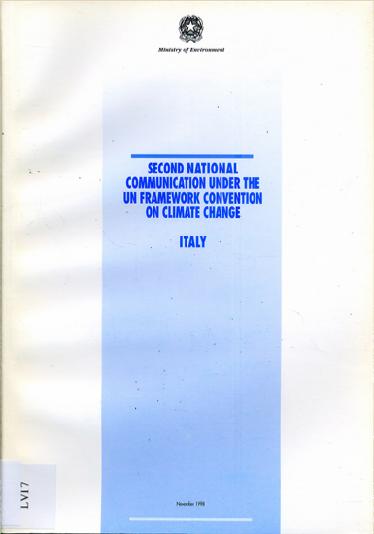 Ministry of Environment
SECOND NATIONAL
COMMUNICATION UNDER THE
UN FRAMEWORK CONVENTION
ON CLIMATE CHANGE
ITALY
LVI7
November 1998